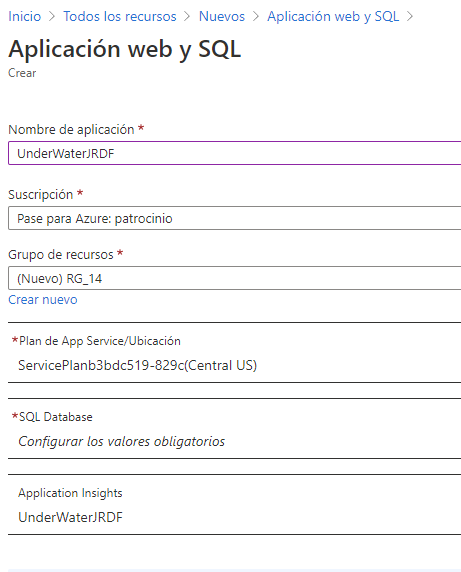 Inicio > Todos los recursos > Nuevos > Aplicación web y SQL >
Aplicación web y SQL
Crear
Nombre de aplicación *
UnderWaterJRDF
Suscripción *
Pase para Azure: patrocinio
Grupo de recursos *
(Nuevo) RG_14
Crear nuevo
*Plan de App Service/Ubicación
ServicePlanb3bdc519-829c(Central US)
*SQL Database
Configurar los valores obligatorios
Application Insights
UnderWaterJRDF